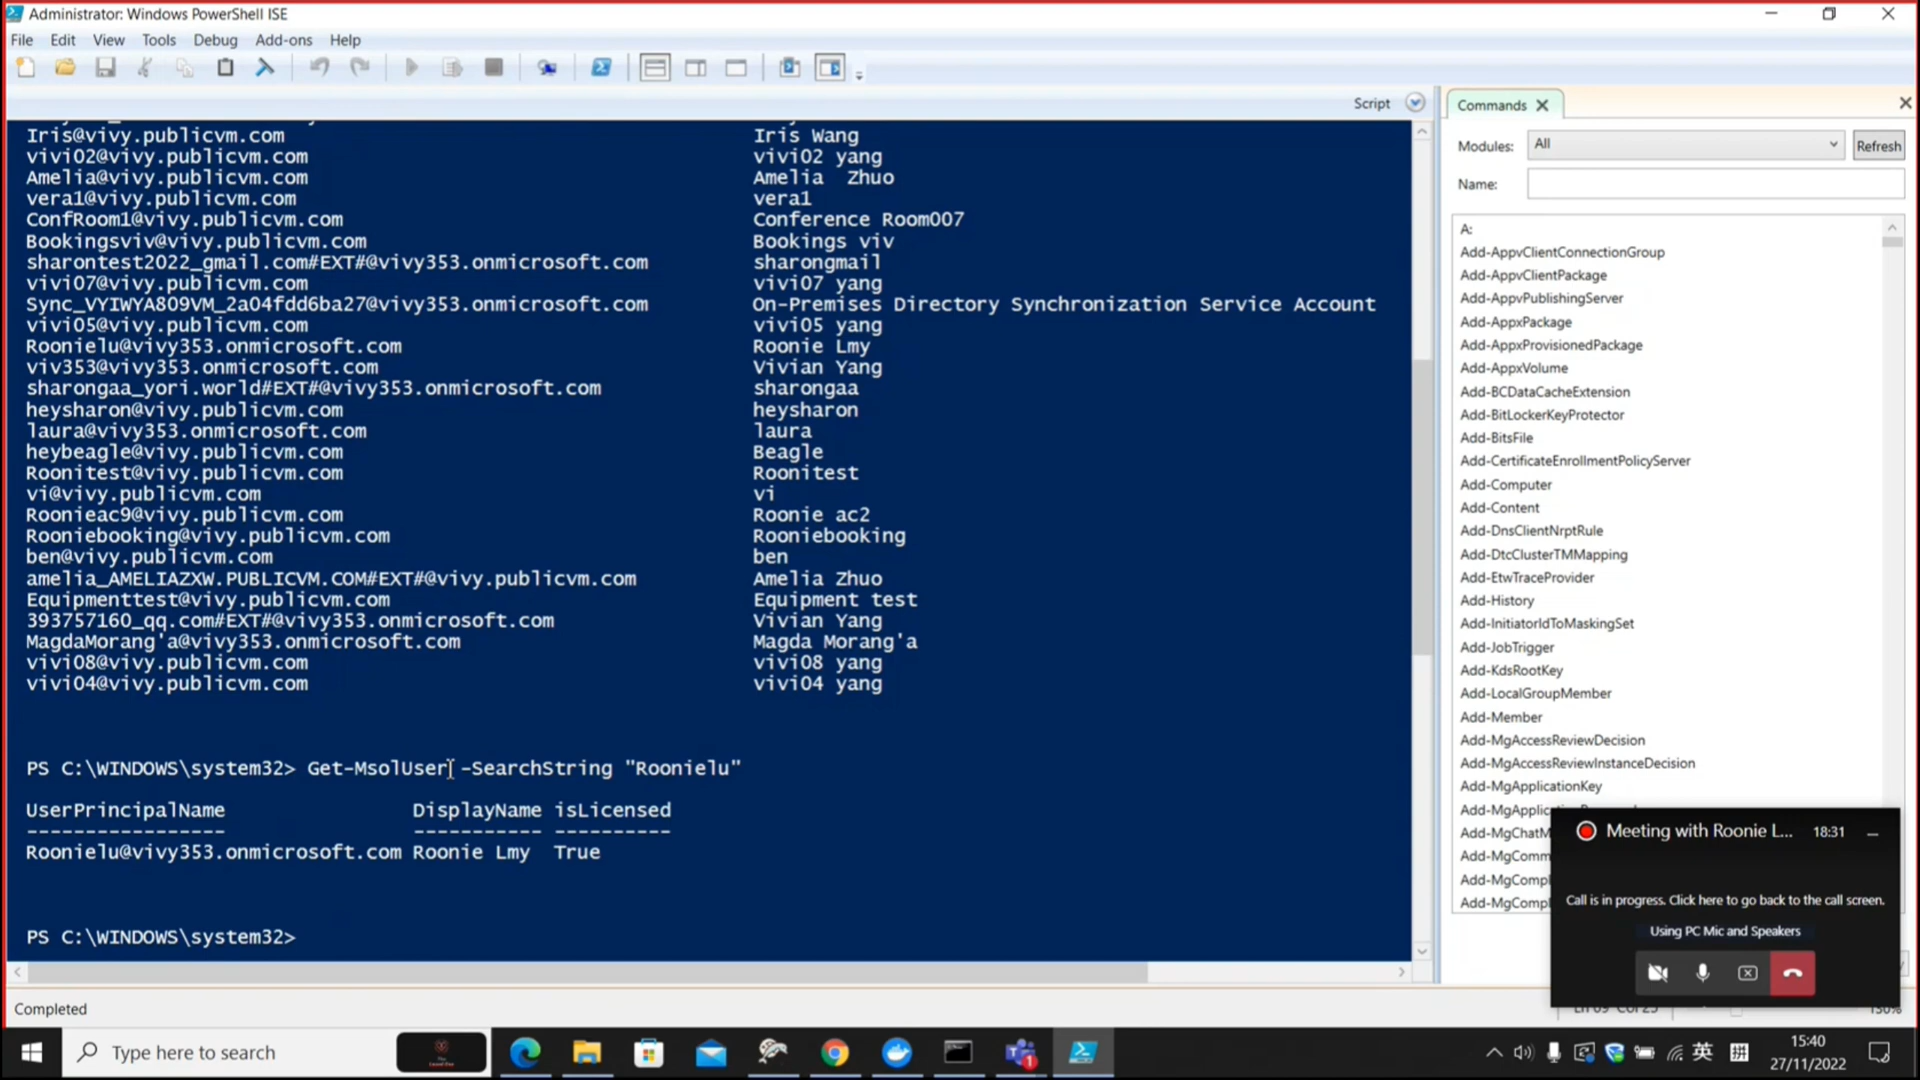 Administrator: Windows PowerShell ISE
File Edit View Tools Debug Add-ons Help
Script
Iris@vivy.publicvm.com Iris Wang
vivi02@vivy.publicvm.com vivi02 yang
Amelia@vivy.publicvm.com Amelia  Zhuo
vera1@vivy.publicvm.com vera1
ConfRoom1@vivy.publicvm.com Conference Room007
Bookingsviv@vivy.publicvm.com Bookings viv
sharontest2022_gmail.com#EXT#@vivy353.onmicrosoft.com sharongmail
vivi07@vivy.publicvm.com vivi07 yang
Sync_VYIWYA809VM_2a04fdd6ba27@vivy353.onmicrosoft.com On-Premises Directory Synchronization Service Account
vivi05@vivy.publicvm.com vivi05 yang
Roonielu@vivy353.onmicrosoft.com Roonie Lmy
viv353@vivy353.onmicrosoft.com Vivian Yang
sharongaa_yori.world#EXT#@vivy353.onmicrosoft.com sharongaa
heysharon@vivy.publicvm.com heysharon
laura@vivy353.onmicrosoft.com laura
heybeagle@vivy.publicvm.com Beagle
Roonitest@vivy.publicvm.com Roonitest
vi@vivy.publicvm.com vi
Roonieac9@vivy.publicvm.com Roonie ac2
Rooniebooking@vivy.publicvm.com Rooniebooking
ben@vivy.publicvm.com ben
amelia_AMELIAZXW.PUBLICVM.COM#EXT#@vivy.publicvm.com Amelia Zhuo
Equipmenttest@vivy.publicvm.com Equipment test
393757160_qq.com#EXT#@vivy353.onmicrosoft.com Vivian Yang
MagdaMorang'a@vivy353.onmicrosoft.com Magda Morang'a
vivi08@vivy.publicvm.com vivi08 yang
vivi04@vivy.publicvm.com vivi04 yang
PS C:\WINDOWS\system32> Get-MsolUser -SearchString "Roonielu"
UserPrincipalName DisplayName isLicensed
----------------- ----------- ----------
Roonielu@vivy353.onmicrosoft.com Roonie Lmy True
PS C:\WINDOWS\system32>
Completed
Commands
Modules: All Refresh
Name:
A:
Add-AppvClientConnectionGroup
Add-AppvClientPackage
Add-AppvPublishingServer
Add-AppxPackage
Add-AppxProvisionedPackage
Add-AppxVolume
Add-BCDataCacheExtension
Add-BitLockerKeyProtector
Add-BitsFile
Add-CertificateEnrollmentPolicyServer
Add-Computer
Add-Content
Add-DnsClientNrptRule
Add-DtcClusterTMMapping
Add-EtwTraceProvider
Add-History
Add-InitiatorIdToMaskingSet
Add-JobTrigger
Add-KdsRootKey
Add-LocalGroupMember
Add-Member
Add-MgAccessReviewDecision
Add-MgAccessReviewInstanceDecision
Add-MgApplicationKey
Add-MgApplic
Add-MgChatM
Add-MgComm
Add-MgCompl
Add-MgCompl
Meeting with Roonie L... 18:31
Call is in progress. Click here to go back to the call screen.
Using PC Mic and Speakers
Type here to search
1
英
拼
15:40
27/11/2022